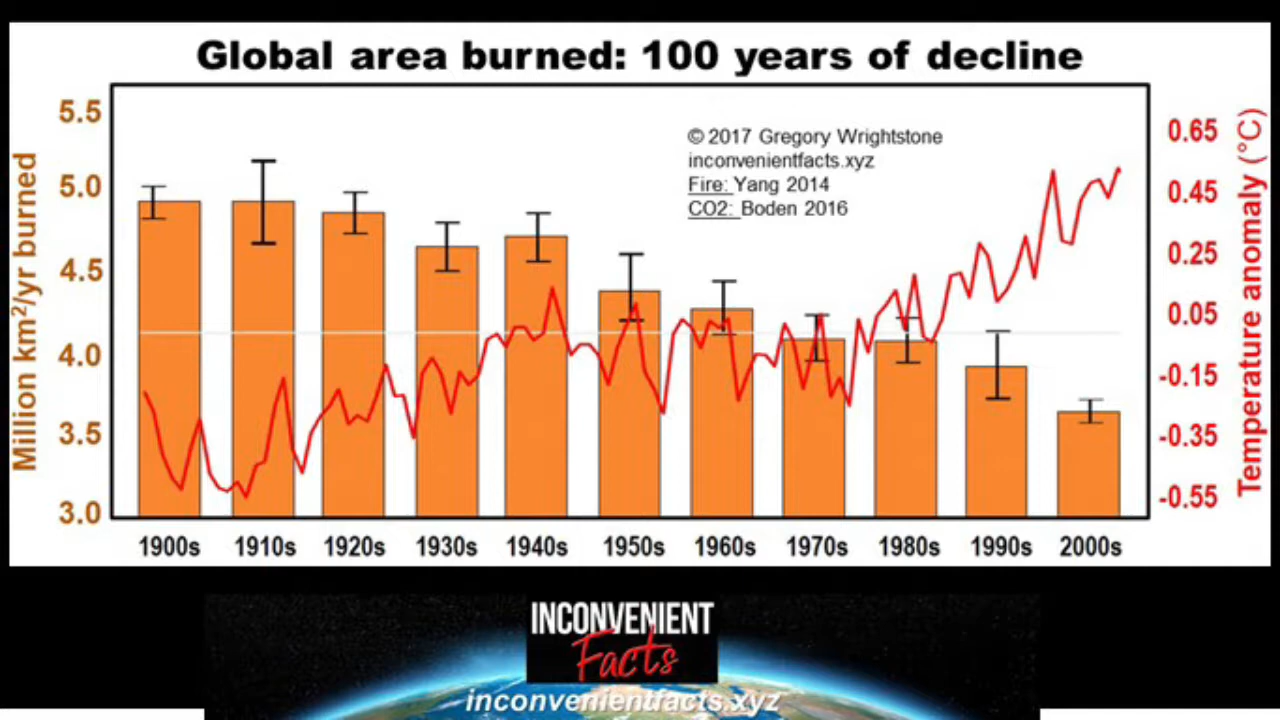 Global area burned: 100 years of decline
© 2017 Gregory Wrightstone
inconvenientfacts.xyz
Fire: Yang 2014
CO2: Boden 2016
Million km²/yr burned
5.5
5.0
4.5
4.0
3.5
3.0
Temperature anomaly (°C)
0.65
0.45
0.25
0.05
-0.15
-0.35
-0.55
1900s 1910s 1920s 1930s 1940s 1950s 1960s 1970s 1980s 1990s 2000s
INCONVENIENT
Facts
inconvenientfacts.xyz